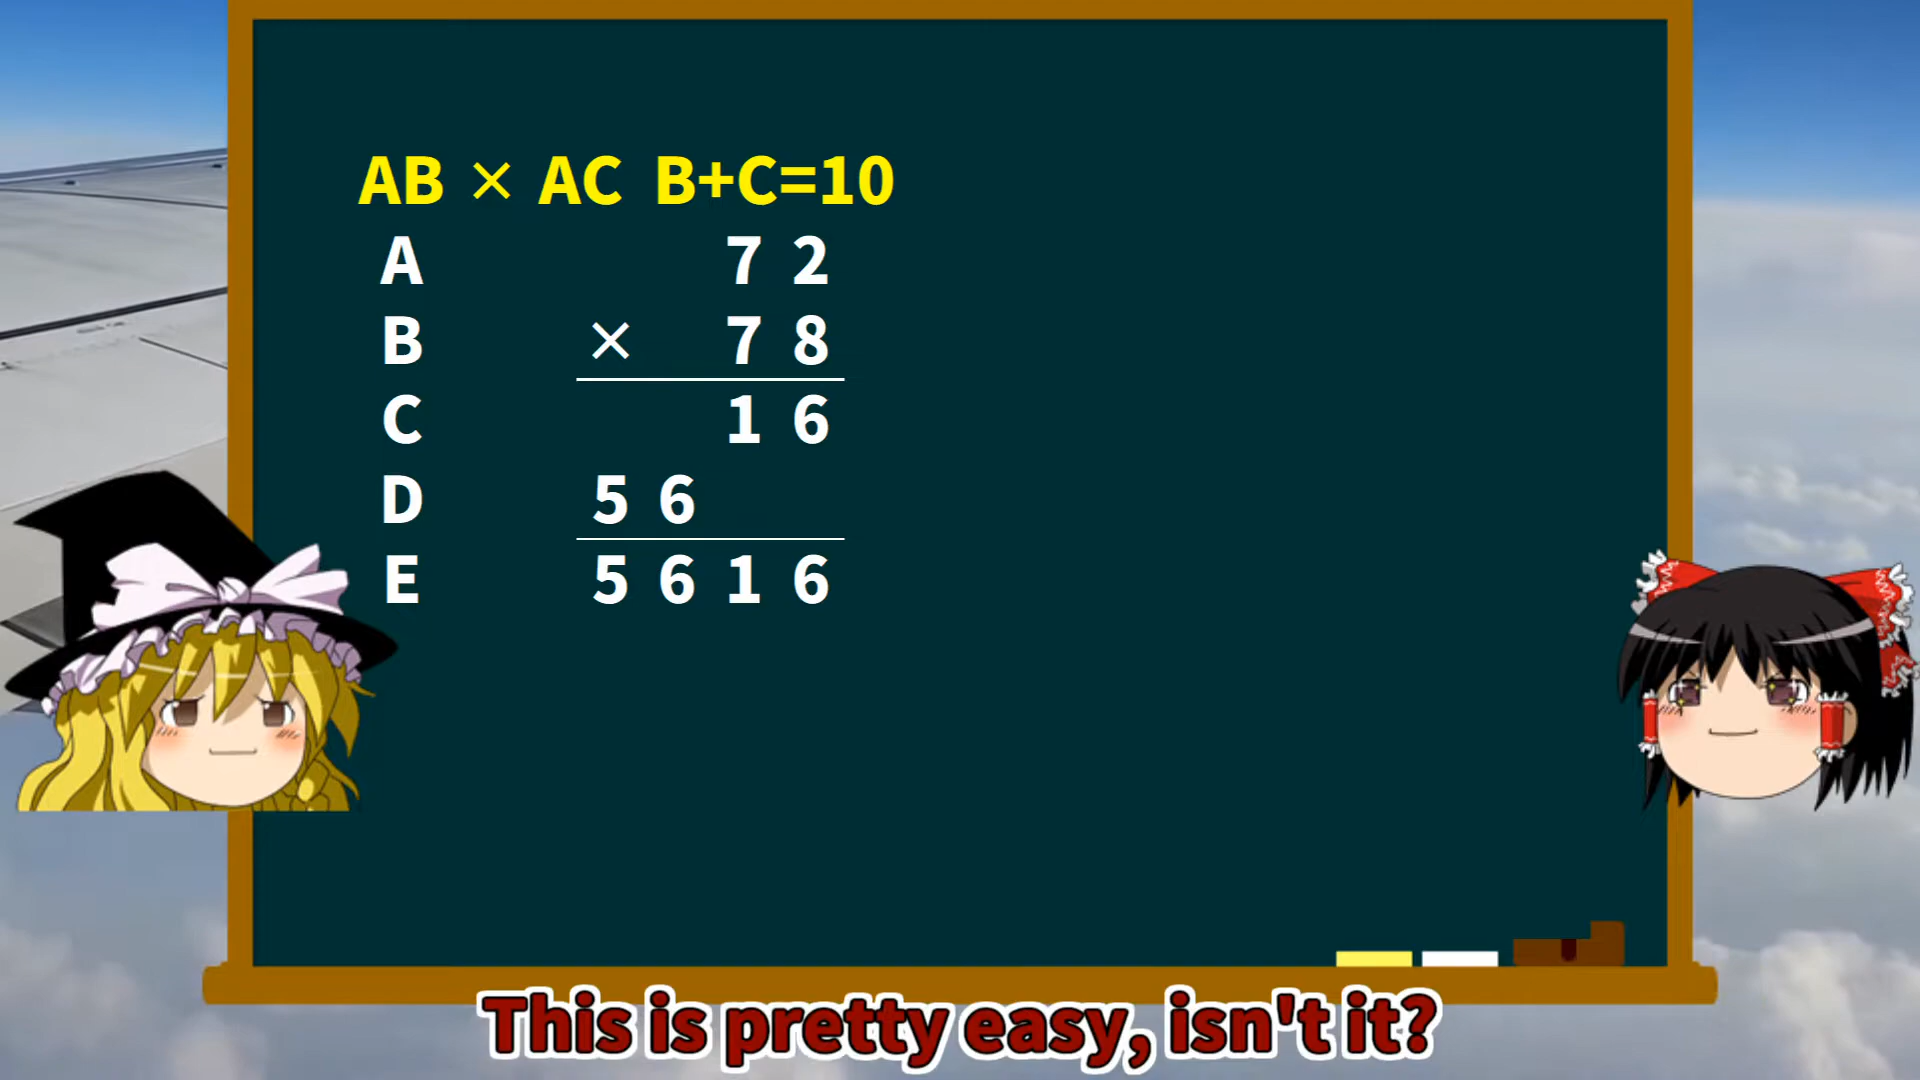 AB × AC B+C=10
A 7 2
B × 7 8
C 1 6
D 5 6
E 5 6 1 6
This is pretty easy, isn't it?